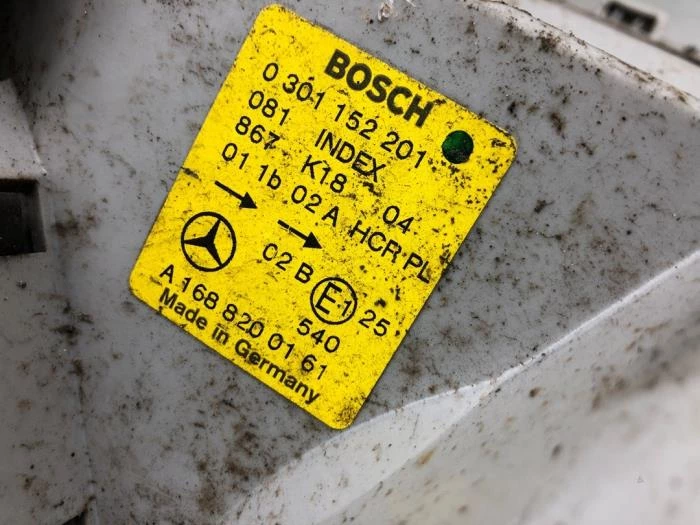 BOSCH
0 301 152 201
081 INDEX
867 K18 04
01 1b 02 A HCR PL
02 B E1 25
540
A 168 820 01 61
Made in Germany